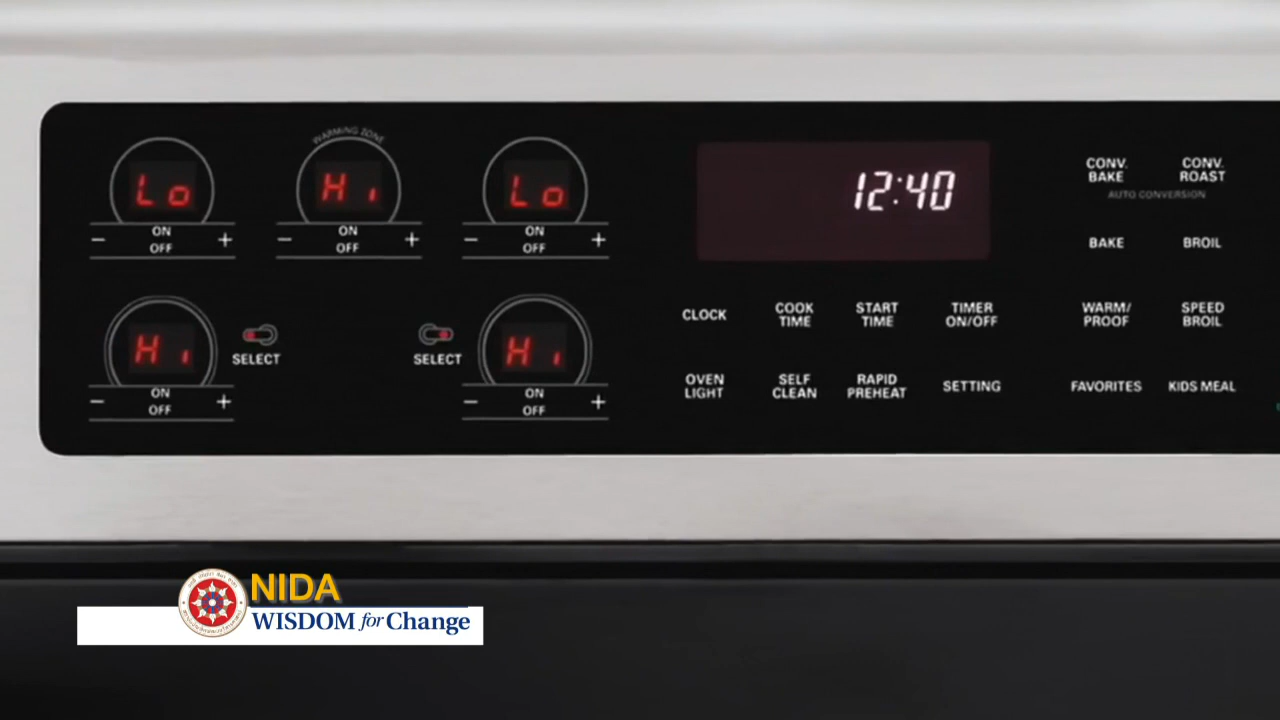 WARMING ZONE
Lo
Hi
Lo
ON
OFF
ON
OFF
ON
OFF
- +
- +
- +
Hi
SELECT
SELECT
Hi
ON
OFF
ON
OFF
- +
- +
12:40
CLOCK
COOK
TIME
START
TIME
TIMER
ON/OFF
OVEN
LIGHT
SELF
CLEAN
RAPID
PREHEAT
SETTING
CONV.
BAKE
CONV.
ROAST
AUTO CONVERSION
BAKE
BROIL
WARM/
PROOF
SPEED
BROIL
FAVORITES
KIDS MEAL
NIDA
WISDOM for Change